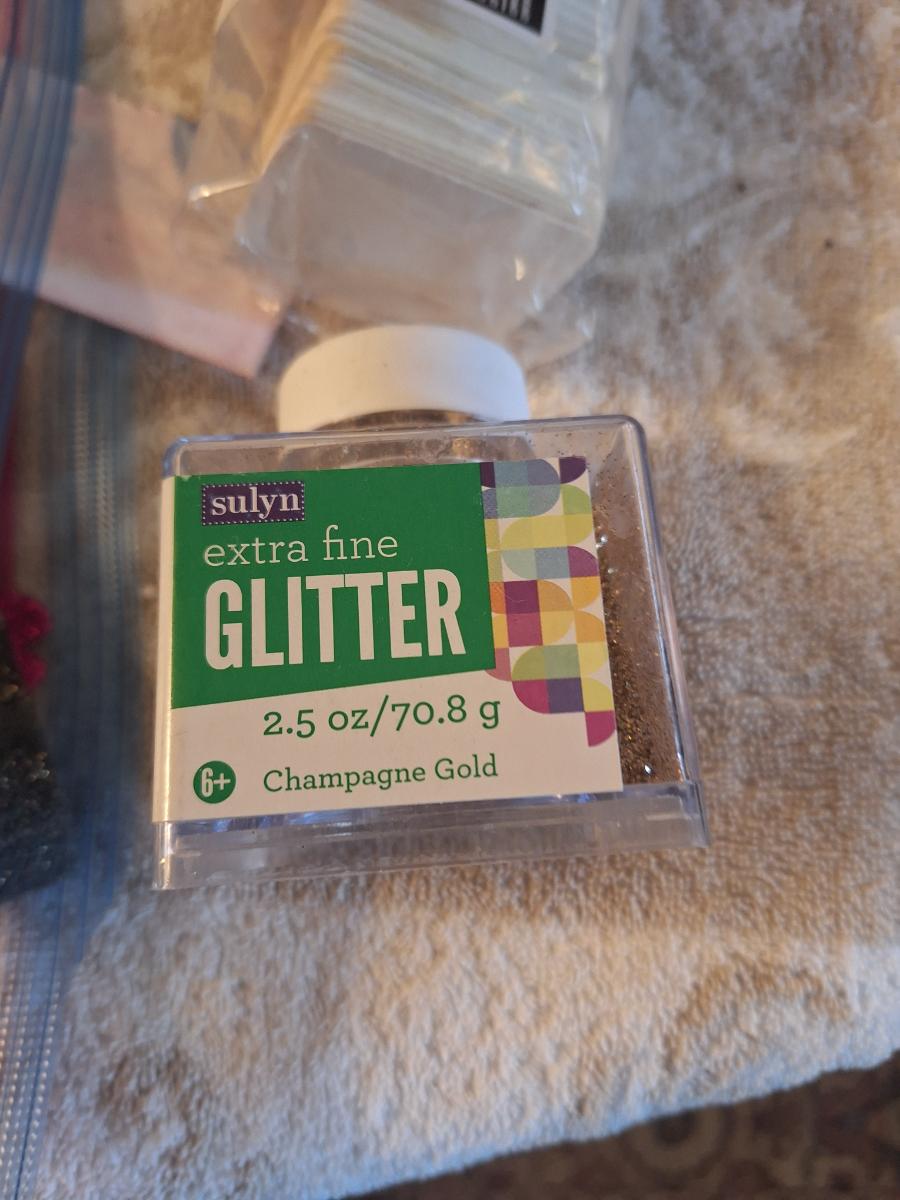 sulyn
extra fine
GLITTER
2.5 oz/70.8 g
6+
Champagne Gold